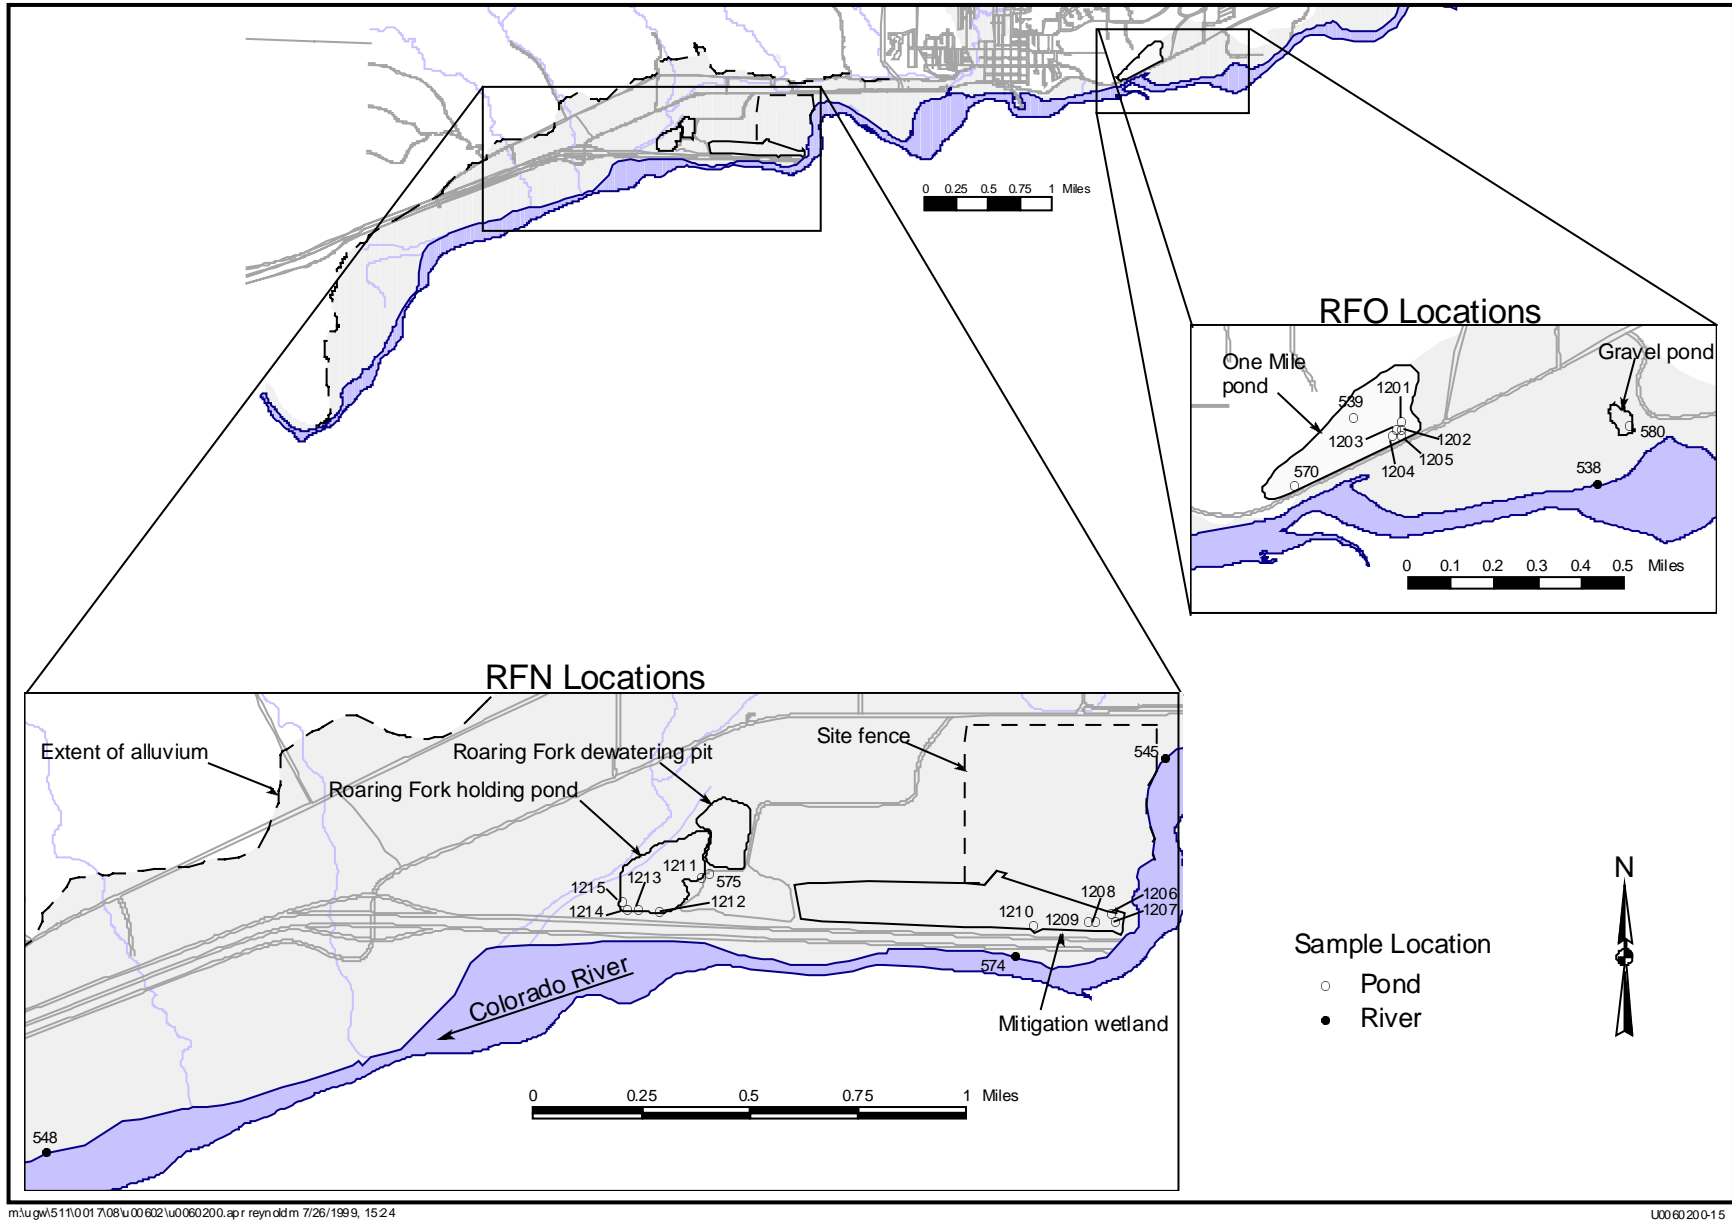 0 0.25 0.5 0.75 1 Miles
RFO Locations
One Mile
pond
Gravel pond
1201
539
1203
1202
1205
1204
570
580
538
0 0.1 0.2 0.3 0.4 0.5 Miles
RFN Locations
Extent of alluvium
Roaring Fork dewatering pit
Roaring Fork holding pond
Site fence
545
1211
1213
575
1215
1214
1212
1208
1206
1207
1210
1209
574
Colorado River
Mitigation wetland
548
0 0.25 0.5 0.75 1 Miles
N
Sample Location
Pond
River
m:\ugw\511\0017\08\u00602\u0060200.apr reynoldm 7/26/1999, 15:24
U0060200-15